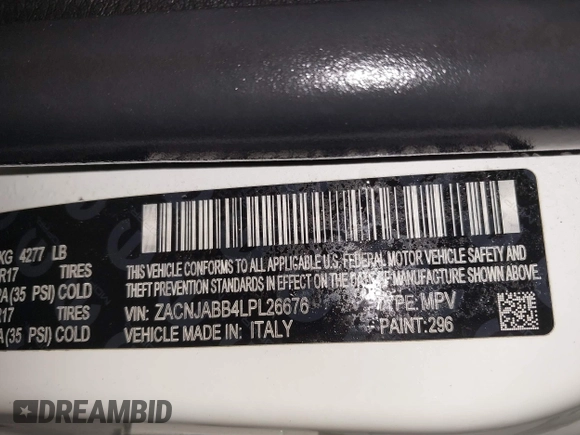 KG 4277 LB
R17 TIRES
PA(35 PSI) COLD
R17 TIRES
A(35 PSI) COLD
THIS VEHICLE CONFORMS TO ALL APPLICABLE U.S. FEDERAL MOTOR VEHICLE SAFETY AND
THEFT PREVENTION STANDARDS IN EFFECT ON THE DATE OF MANUFACTURE SHOWN ABOVE.
VIN: ZACNJABB4LPL26676 TYPE: MPV
VEHICLE MADE IN: ITALY PAINT: 296
DREAMBID